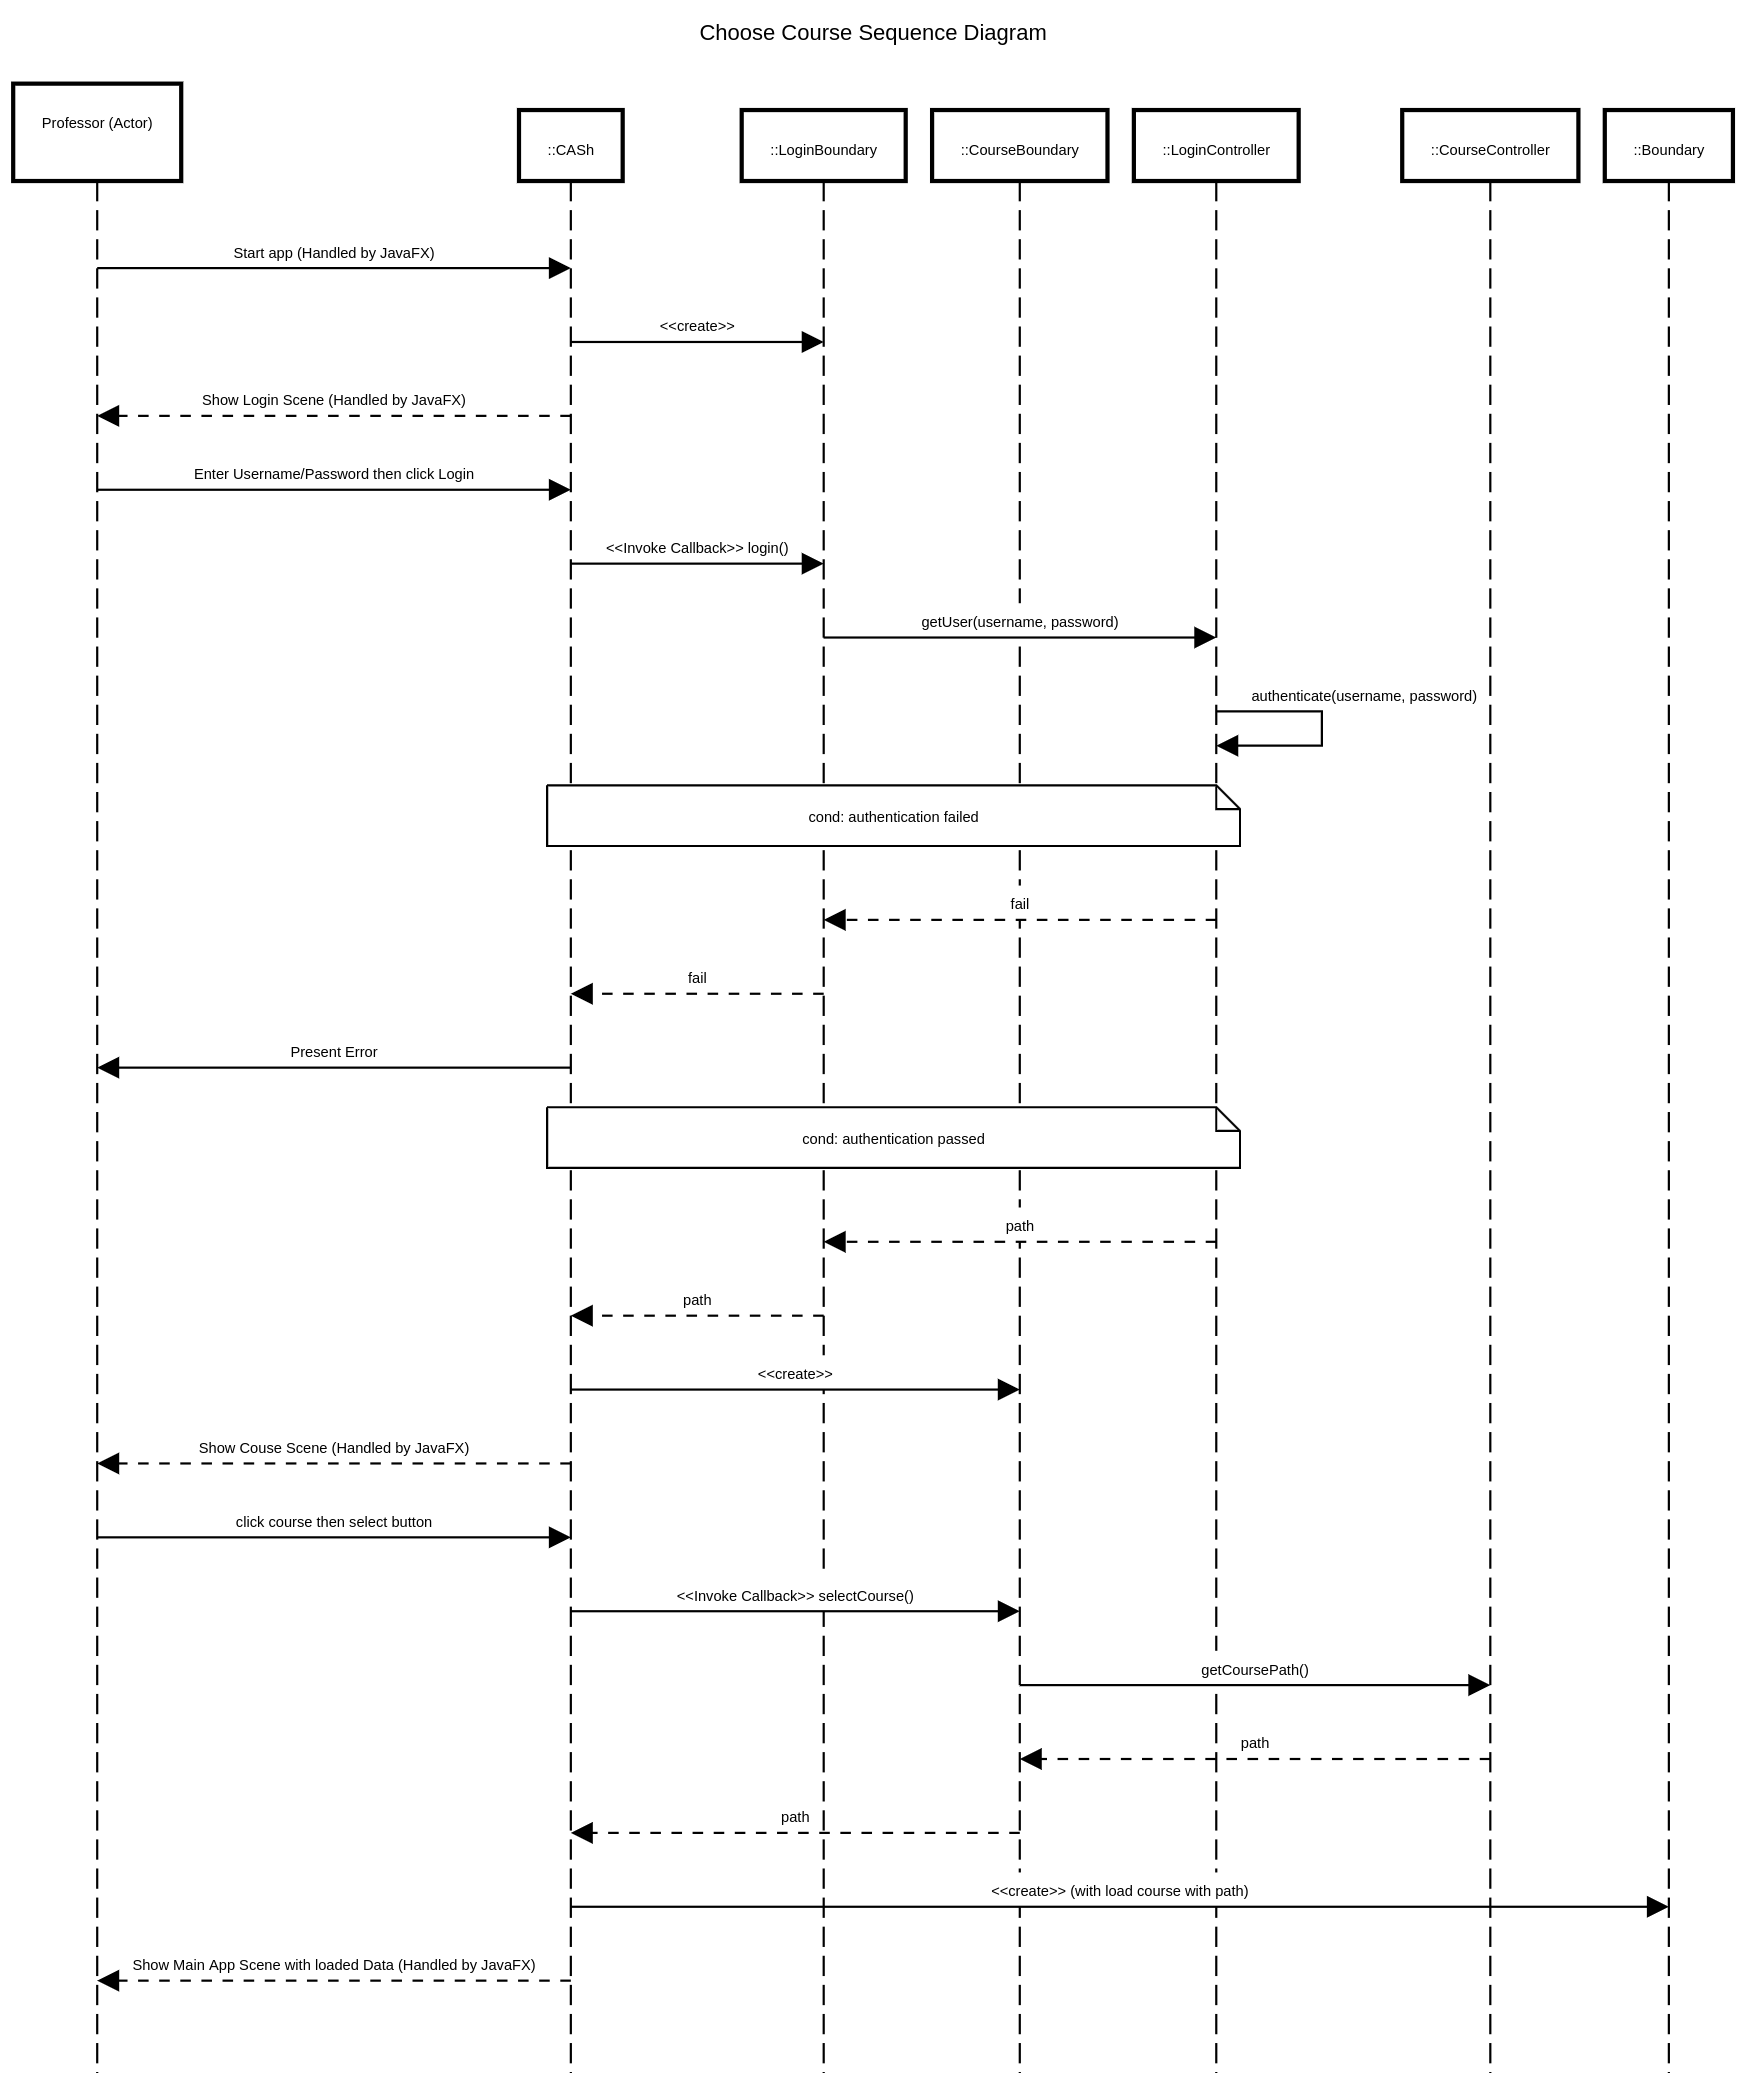 Choose Course Sequence Diagram
Professor (Actor)
::CASh
::LoginBoundary
::CourseBoundary
::LoginController
::CourseController
::Boundary
Start app (Handled by JavaFX)
<<create>>
Show Login Scene (Handled by JavaFX)
Enter Username/Password then click Login
<<Invoke Callback>> login()
getUser(username, password)
authenticate(username, password)
cond: authentication failed
fail
fail
Present Error
cond: authentication passed
path
path
<<create>>
Show Couse Scene (Handled by JavaFX)
click course then select button
<<Invoke Callback>> selectCourse()
getCoursePath()
path
path
<<create>> (with load course with path)
Show Main App Scene with loaded Data (Handled by JavaFX)